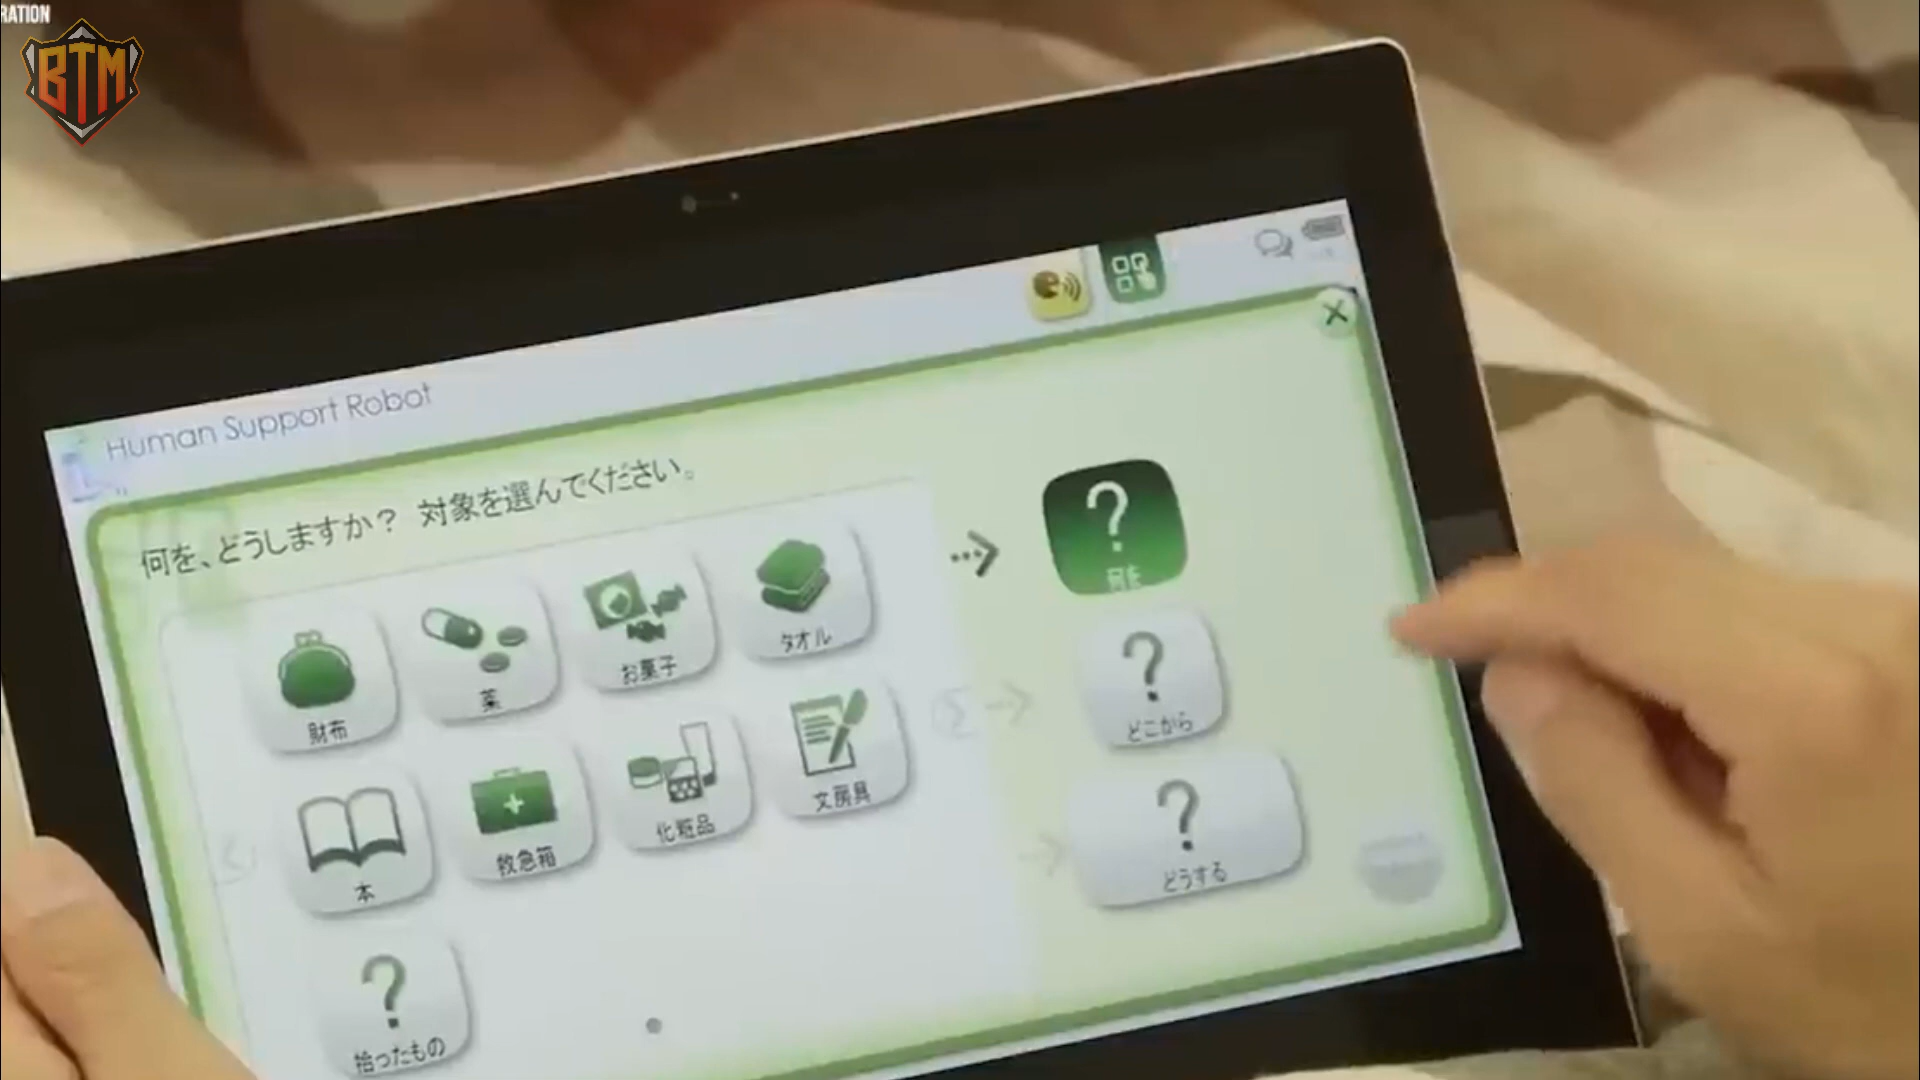 RATION
BTM
Human Support Robot
何を、どうしますか？ 対象を選んでください。
財布
薬
お菓子
タオル
本
救急箱
化粧品
文房具
拾ったもの
?
?
どこから
?
どうする